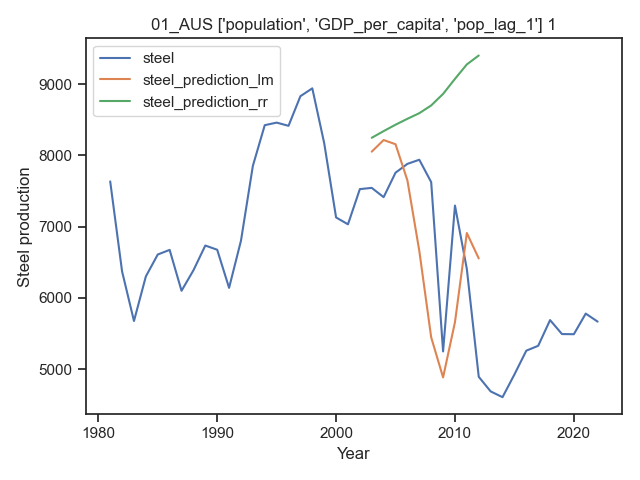 01_AUS ['population', 'GDP_per_capita', 'pop_lag_1'] 1
steel
steel_prediction_lm
steel_prediction_rr
9000
8000
7000
6000
5000
Steel production
1980 1990 2000 2010 2020
Year